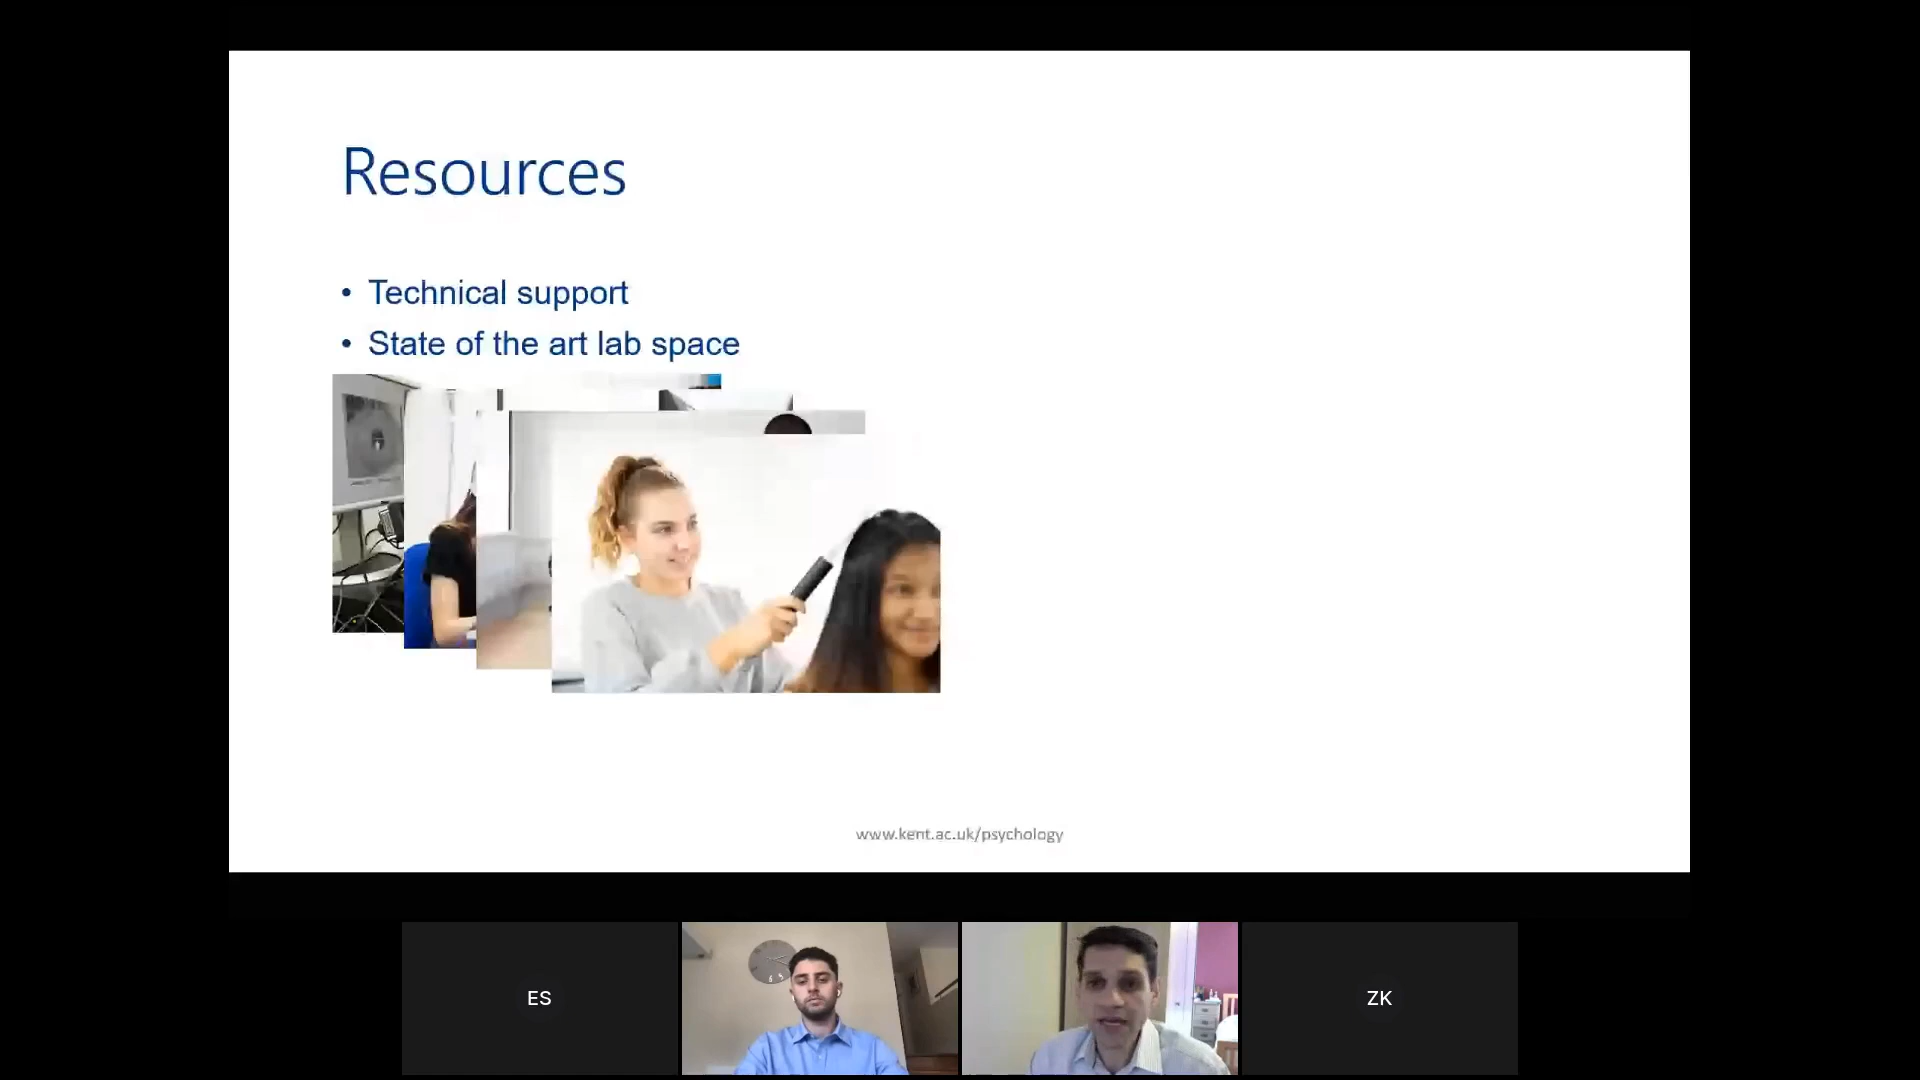 Resources
• Technical support
• State of the art lab space
www.kent.ac.uk/psychology
ES
ZK